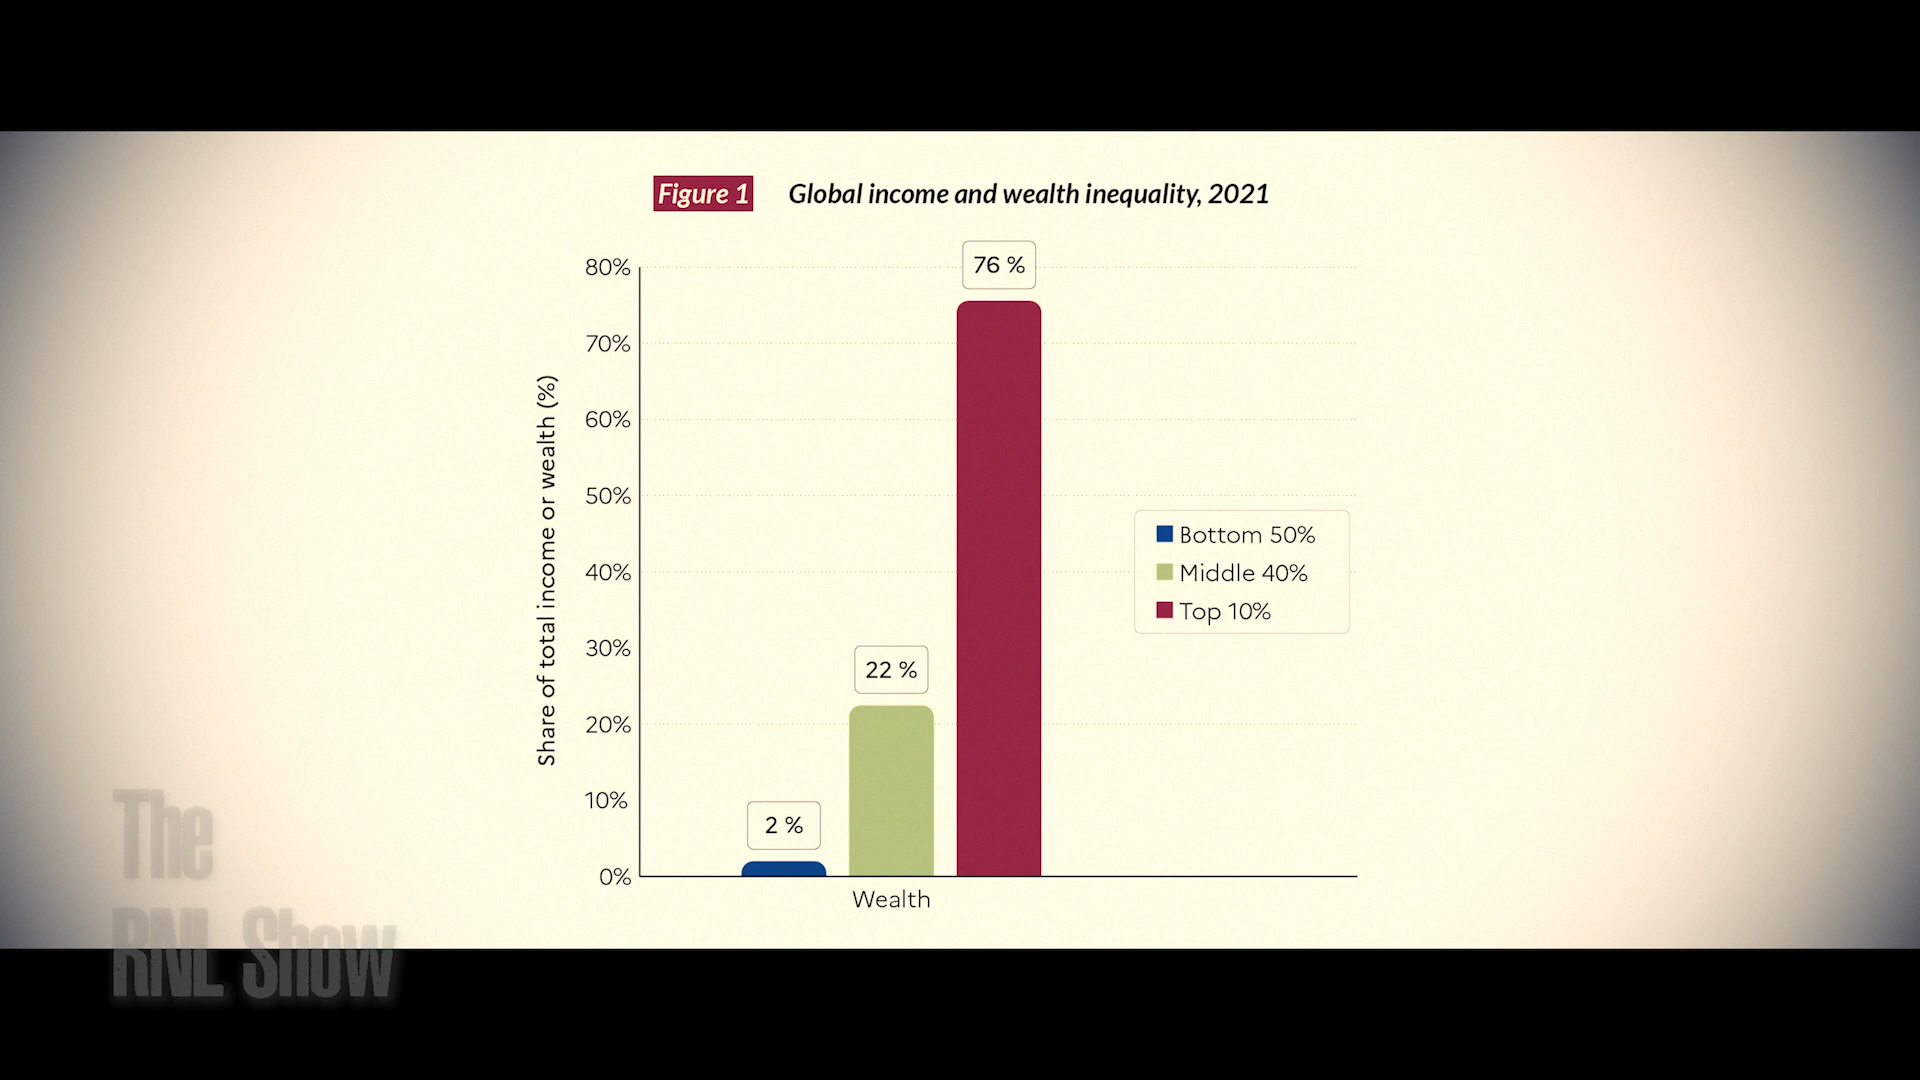 Figure 1 Global income and wealth inequality, 2021
Share of total income or wealth (%)
80%
70%
60%
50%
40%
30%
20%
10%
0%
76 %
22 %
2 %
Wealth
Bottom 50%
Middle 40%
Top 10%
The
RNL Show